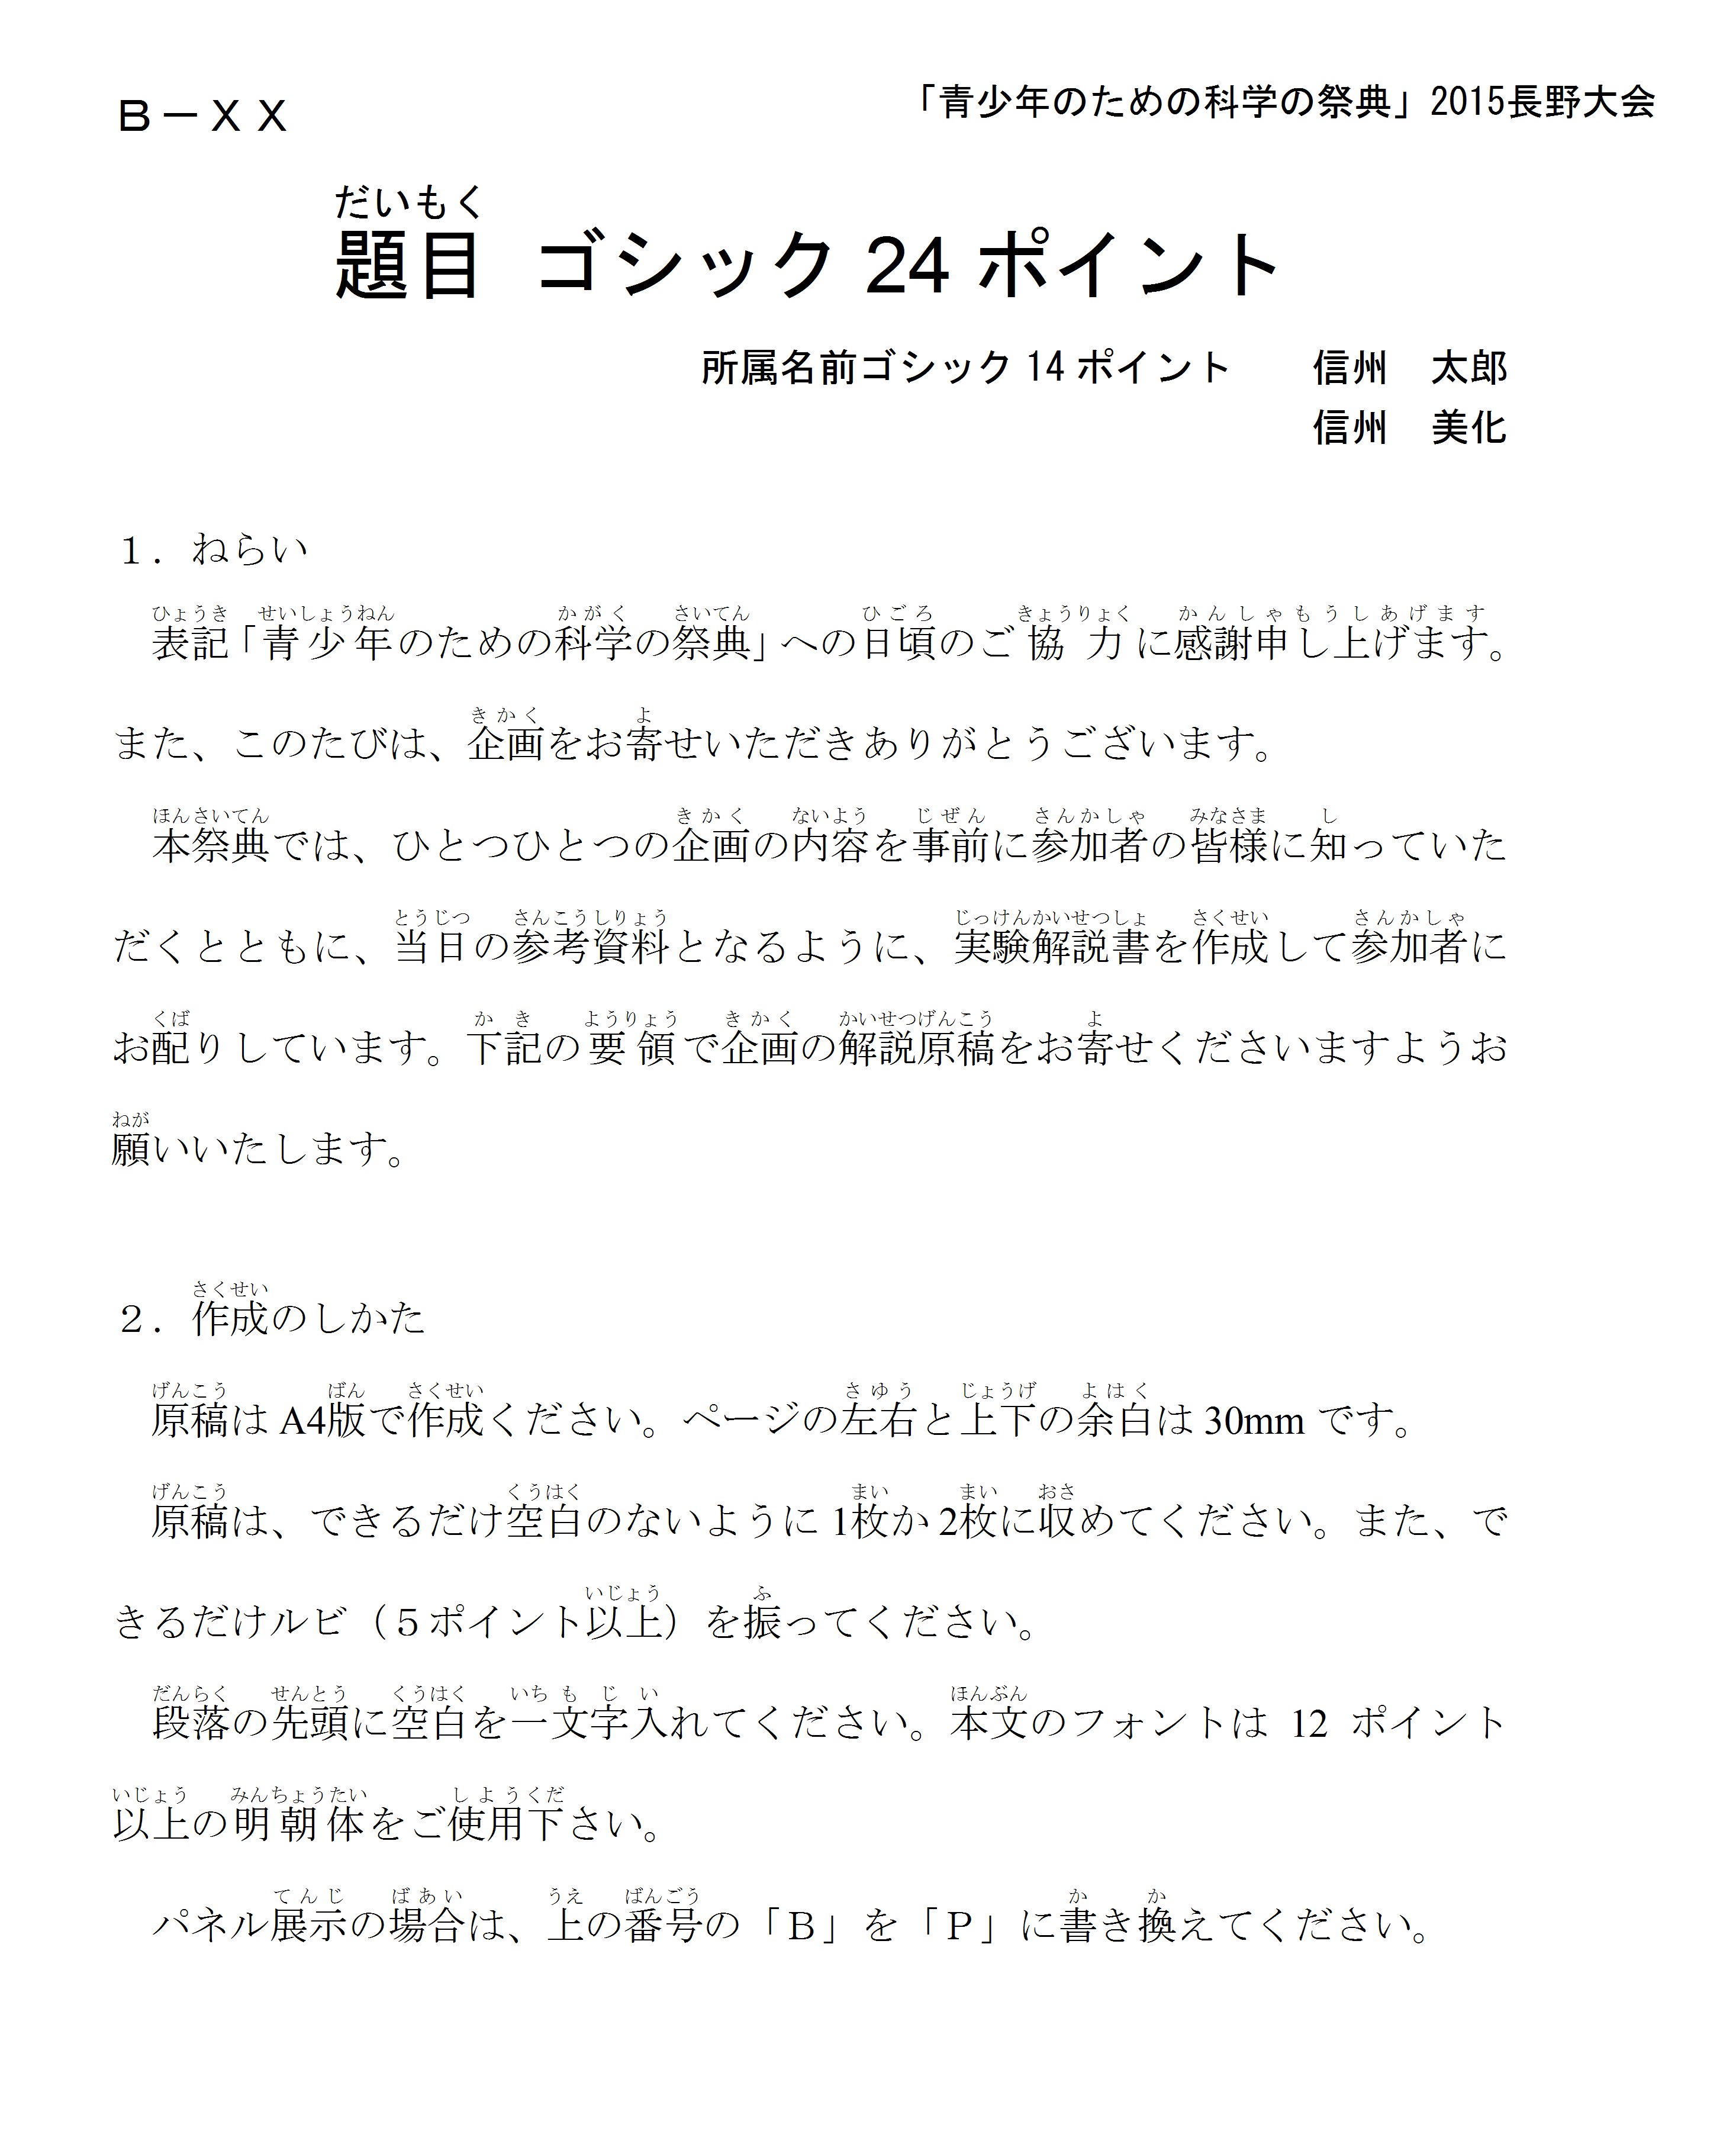 Ｂ－ＸＸ
「青少年のための科学の祭典」2015長野大会
だいもく
題目 ゴシック 24 ポイント
所属名前ゴシック 14 ポイント　　信州　太郎
信州　美化
１．ねらい
ひょうき せいしょうねん かがく さいてん ひごろ きょうりょく かんしゃもうしあげます
表記「青少年のための科学の祭典」への日頃のご協力に感謝申し上げます。
きかく よ
また、このたびは、企画をお寄せいただきありがとうございます。
ほんさいてん きかく ないよう じぜん さんかしゃ みなさま し
本祭典では、ひとつひとつの企画の内容を事前に参加者の皆様に知っていた
とうじつ さんこうしりょう じっけんかいせつしょ さくせい さんかしゃ
だくとともに、当日の参考資料となるように、実験解説書を作成して参加者に
くば かき ようりょう きかく かいせつげんこう よ
お配りしています。下記の要領で企画の解説原稿をお寄せくださいますようお
ねが
願いいたします。
さくせい
２．作成のしかた
げんこう ばん さくせい さゆう じょうげ よはく
原稿は A4版で作成ください。ページの左右と上下の余白は 30mm です。
げんこう くうはく まい まい おさ
原稿は、できるだけ空白のないように 1枚か 2枚に収めてください。また、で
いじょう ふ
きるだけルビ（５ポイント以上）を振ってください。
だんらく せんとう くうはく いちもじい ほんぶん
段落の先頭に空白を一文字入れてください。本文のフォントは 12 ポイント
いじょう みんちょうたい しようくだ
以上の明朝体をご使用下さい。
てんじ ばあい うえ ばんごう か か
パネル展示の場合は、上の番号の「Ｂ」を「Ｐ」に書き換えてください。